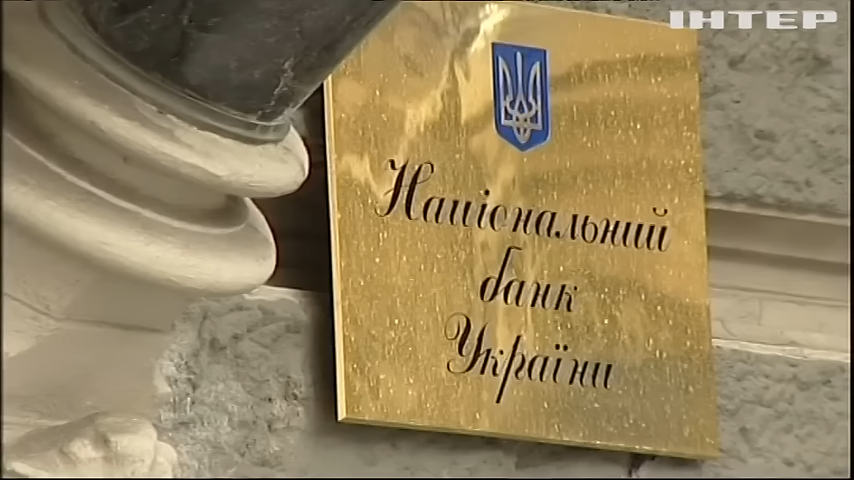 ІНТЕР
Національний
банк
України